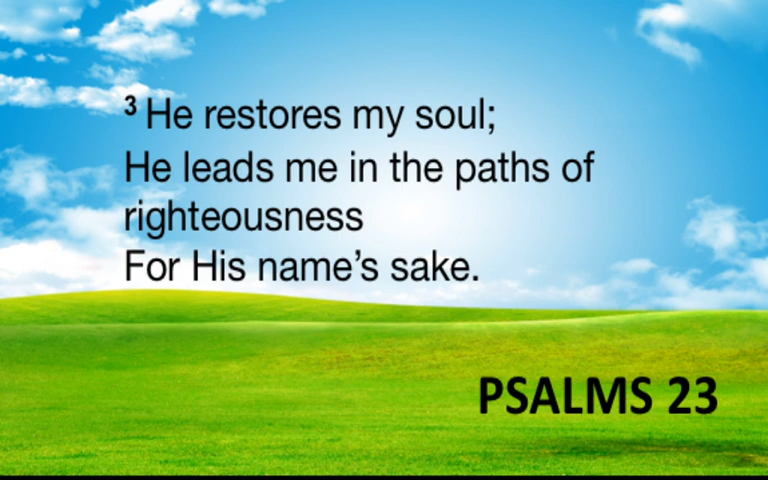 3 He restores my soul;
He leads me in the paths of
righteousness
For His name’s sake.
PSALMS 23